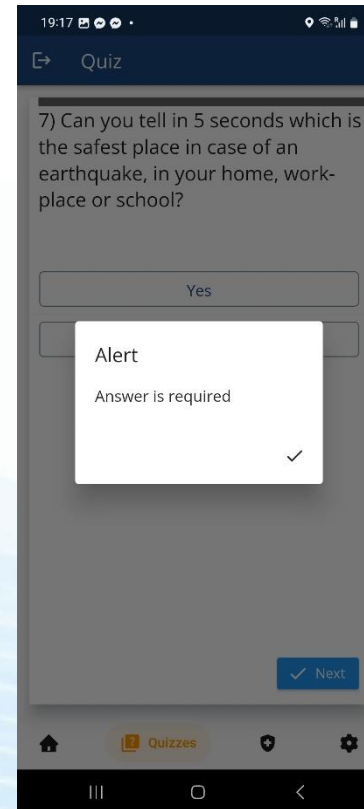 19:17
Quiz
7) Can you tell in 5 seconds which is
the safest place in case of an
earthquake, in your home, work-
place or school?
Yes
Alert
Answer is required
Next
Quizzes